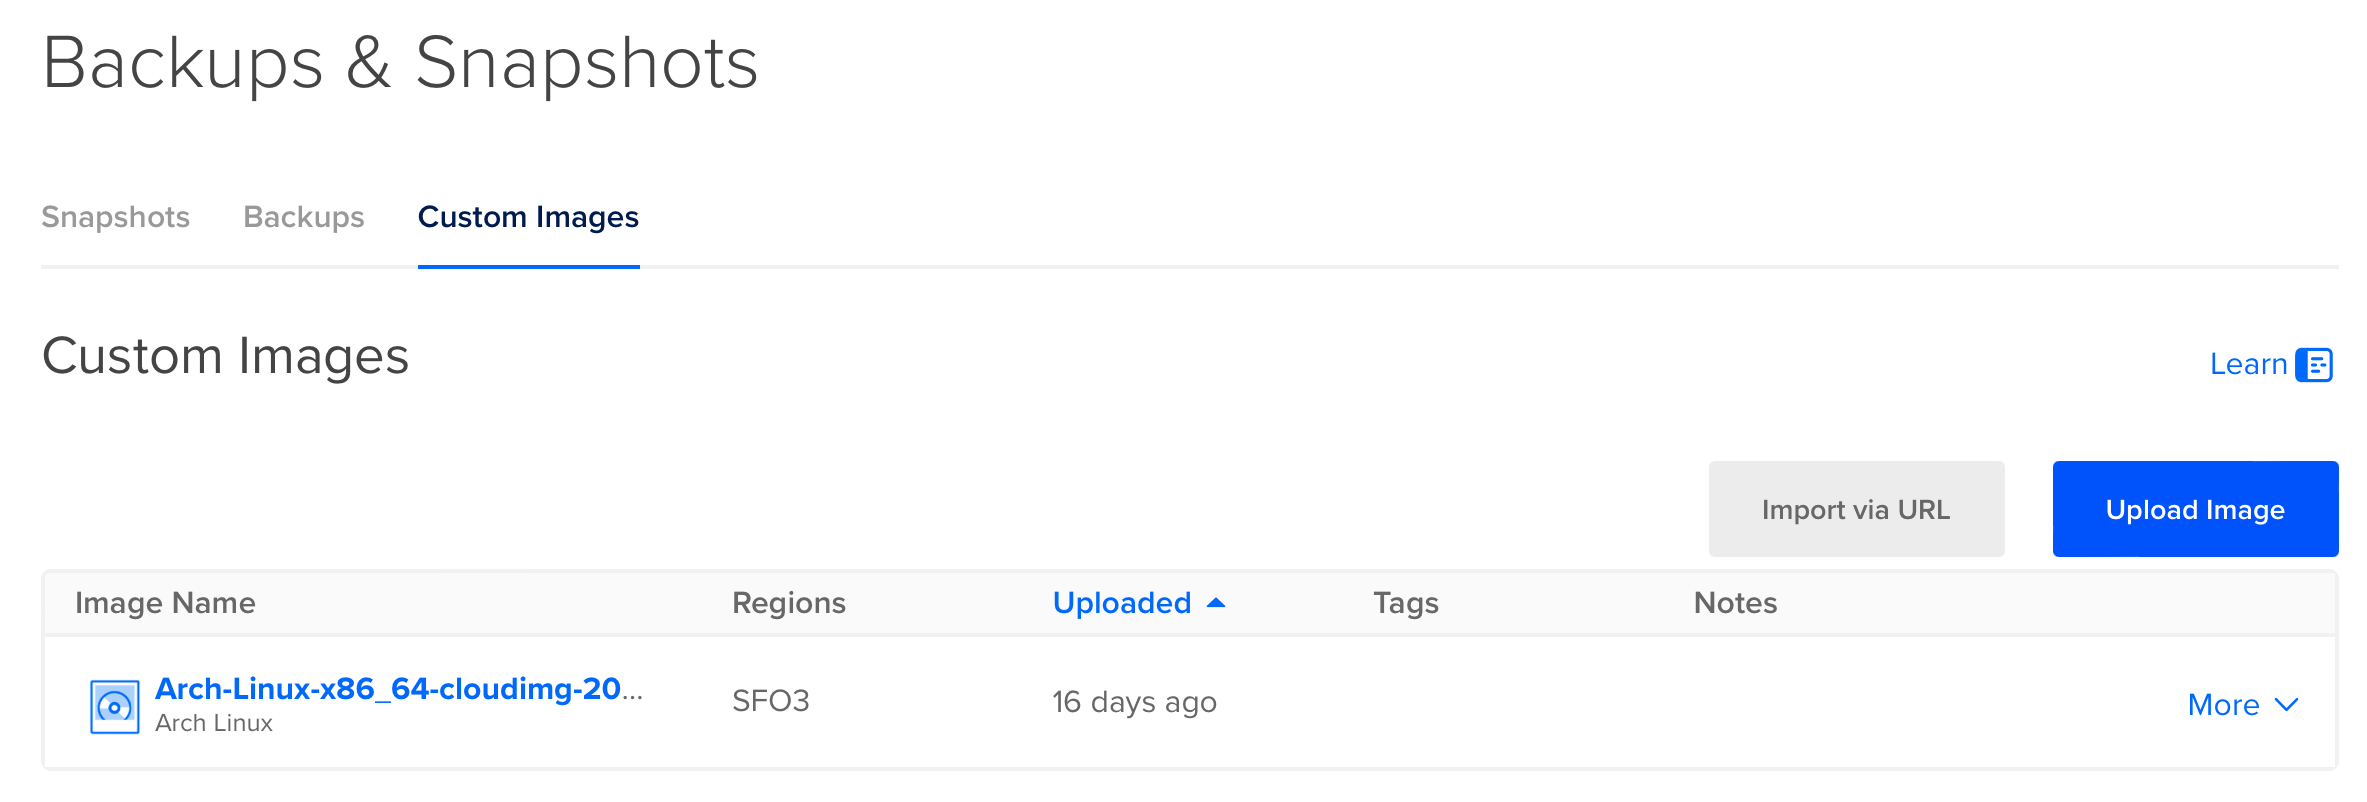 Backups & Snapshots
Snapshots Backups Custom Images
Custom Images
Learn
Import via URL Upload Image
Image Name Regions Uploaded Tags Notes
Arch-Linux-x86_64-cloudimg-20... SFO3 16 days ago More
Arch Linux